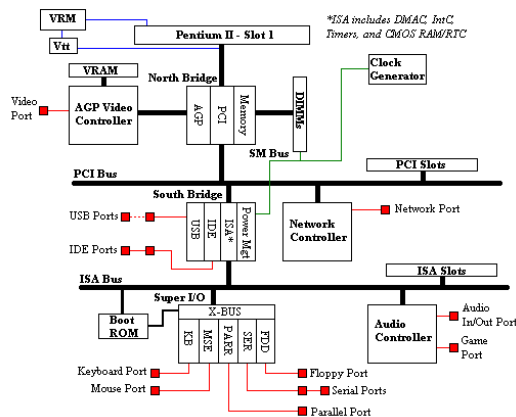 VRM
Vtt
Pentium II - Slot 1
*ISA includes DMAC, IntC,
Timers, and CMOS RAM/RTC
North Bridge
VRAM
Clock
Generator
Video
Port
AGP Video
Controller
AGP
PCI
Memory
DIMMs
SM Bus
PCI Bus
PCI Slots
South Bridge
USB Ports
USB
IDE
ISA*
Power Mgt
Network
Controller
Network Port
IDE Ports
ISA Bus
ISA Slots
Super I/O
Boot
ROM
X-BUS
KB
MSE
PARR
SER
FDD
Audio
Controller
Audio
In/Out Port
Game
Port
Keyboard Port
Floppy Port
Mouse Port
Serial Ports
Parallel Port